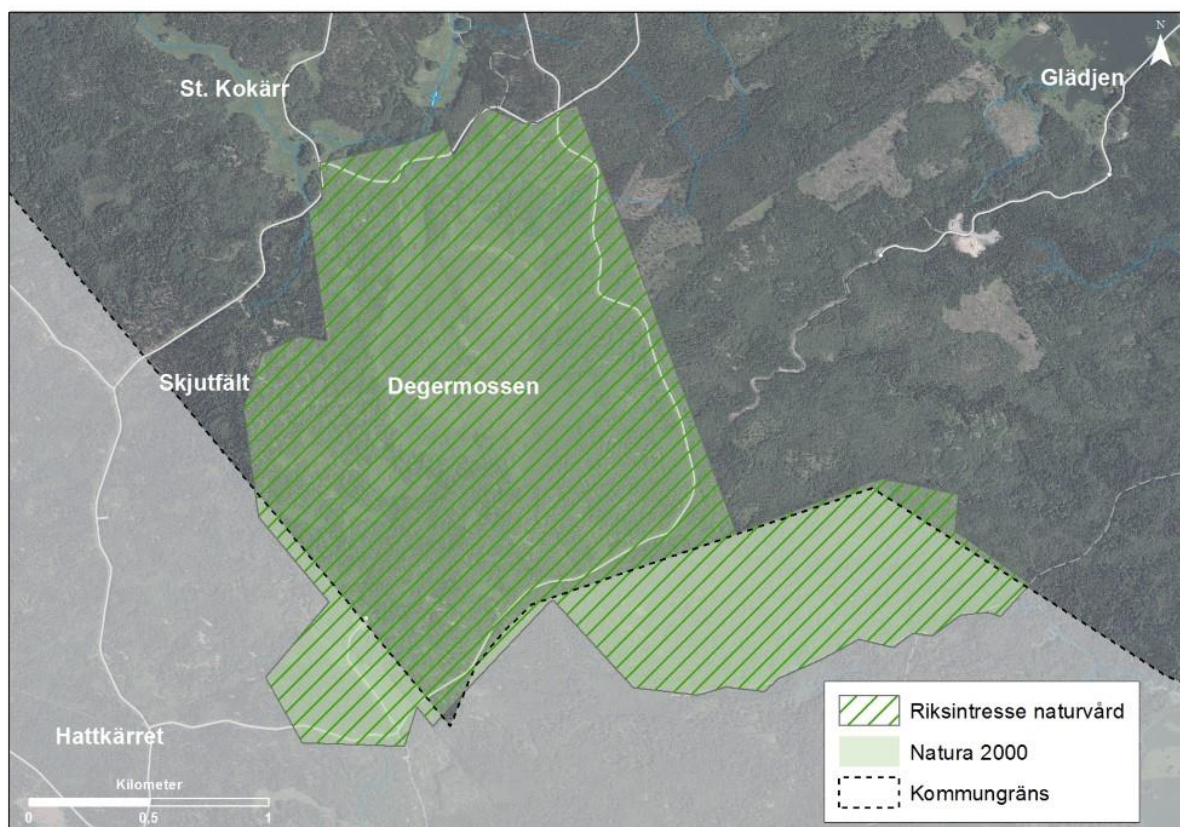 N
St. Kokärr
Glädjen
Skjutfält
Degermossen
Hattkärret
Kilometer
0 0,5 1
Riksintresse naturvård
Natura 2000
Kommungräns